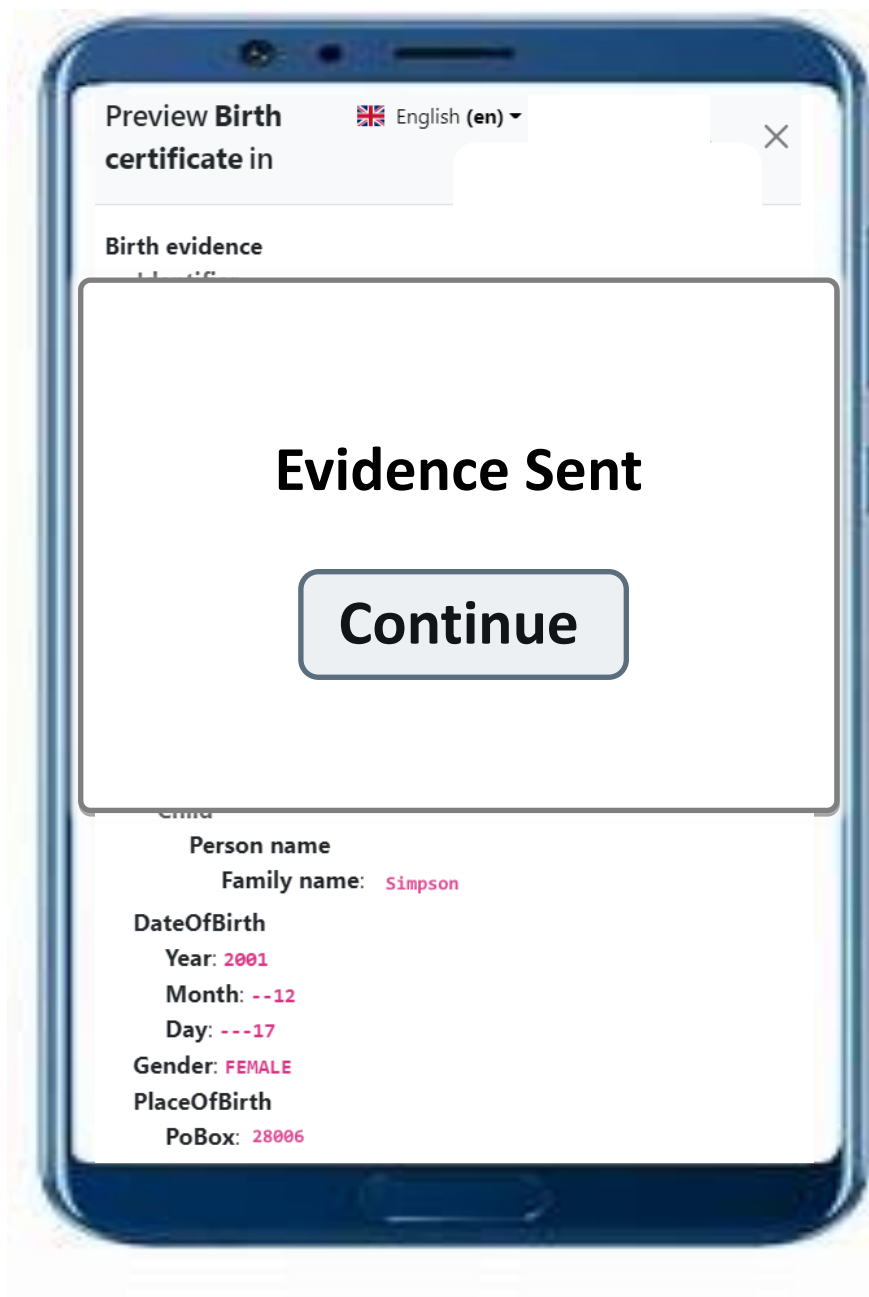 Preview Birth
certificate in
English (en)
Birth evidence
Evidence Sent
Continue
Child
Person name
Family name: Simpson
DateOfBirth
Year: 2001
Month: --12
Day: ---17
Gender: FEMALE
PlaceOfBirth
PoBox: 28006